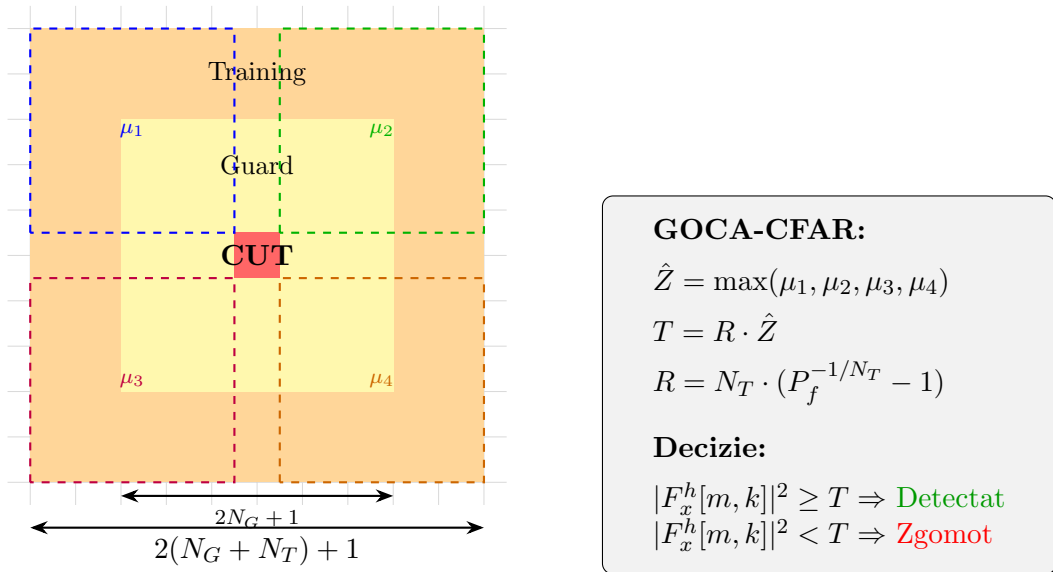 Training
μ₁
μ₂
Guard
CUT
μ₃
μ₄
2N_G + 1
2(N_G + N_T) + 1
GOCA-CFAR:
Ẑ = max(μ₁, μ₂, μ₃, μ₄)
T = R · Ẑ
R = N_T · (P_f^{-1/N_T} − 1)
Decizie:
|F_x^h[m, k]|² ≥ T ⇒ Detectat
|F_x^h[m, k]|² < T ⇒ Zgomot